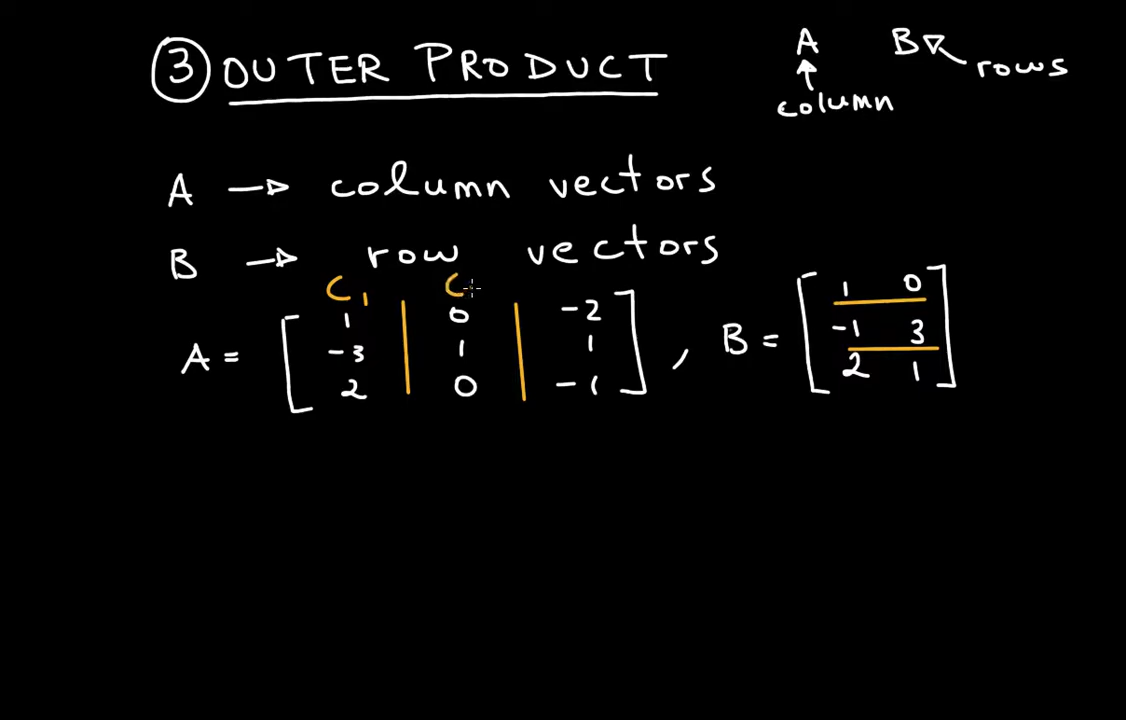 ③ OUTER PRODUCT
A B
column rows
A → column vectors
B → row vectors
C₁ C
A = [ 1 | 0 | -2 ] , B = [ 1 0 ]
[ -3 | 1 | 1 ] [ -1 3 ]
[ 2 | 0 | -1 ] [ 2 1 ]